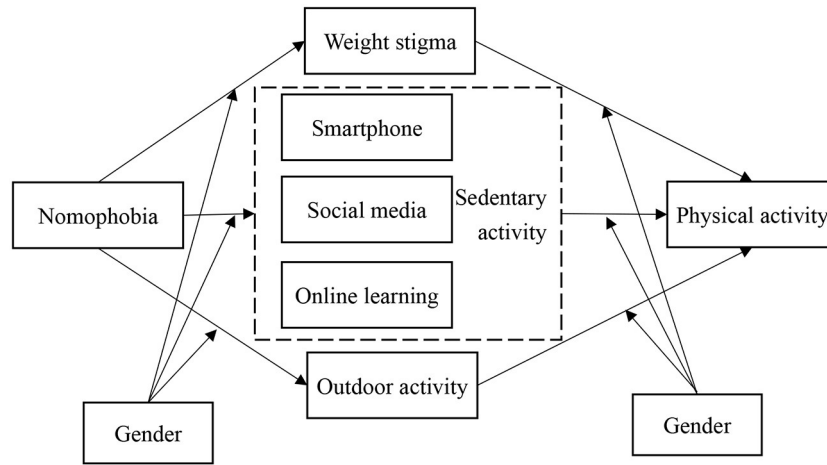 Weight stigma
Smartphone
Social media
Sedentary
activity
Online learning
Nomophobia
Physical activity
Outdoor activity
Gender
Gender